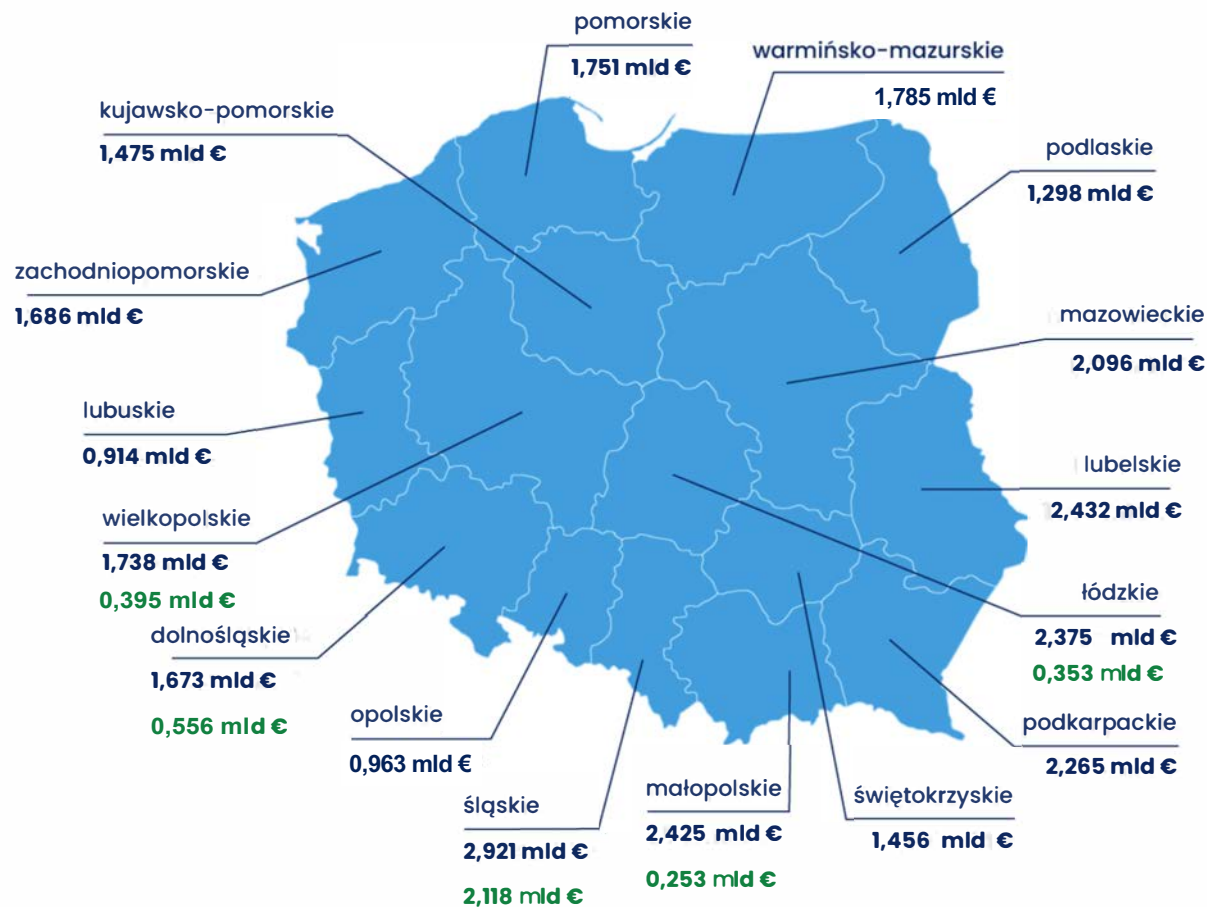 pomorskie
1,751 mld €
warmińsko-mazurskie
1,785 mld €
kujawsko-pomorskie
1,475 mld €
podlaskie
1,298 mld €
zachodniopomorskie
1,686 mld €
mazowieckie
2,096 mld €
lubuskie
0,914 mld €
lubelskie
2,432 mld €
wielkopolskie
1,738 mld €
0,395 mld €
łódzkie
2,375 mld €
0,353 mld €
dolnośląskie
1,673 mld €
0,556 mld €
opolskie
0,963 mld €
podkarpackie
2,265 mld €
śląskie
2,921 mld €
2,118 mld €
małopolskie
2,425 mld €
0,253 mld €
świętokrzyskie
1,456 mld €